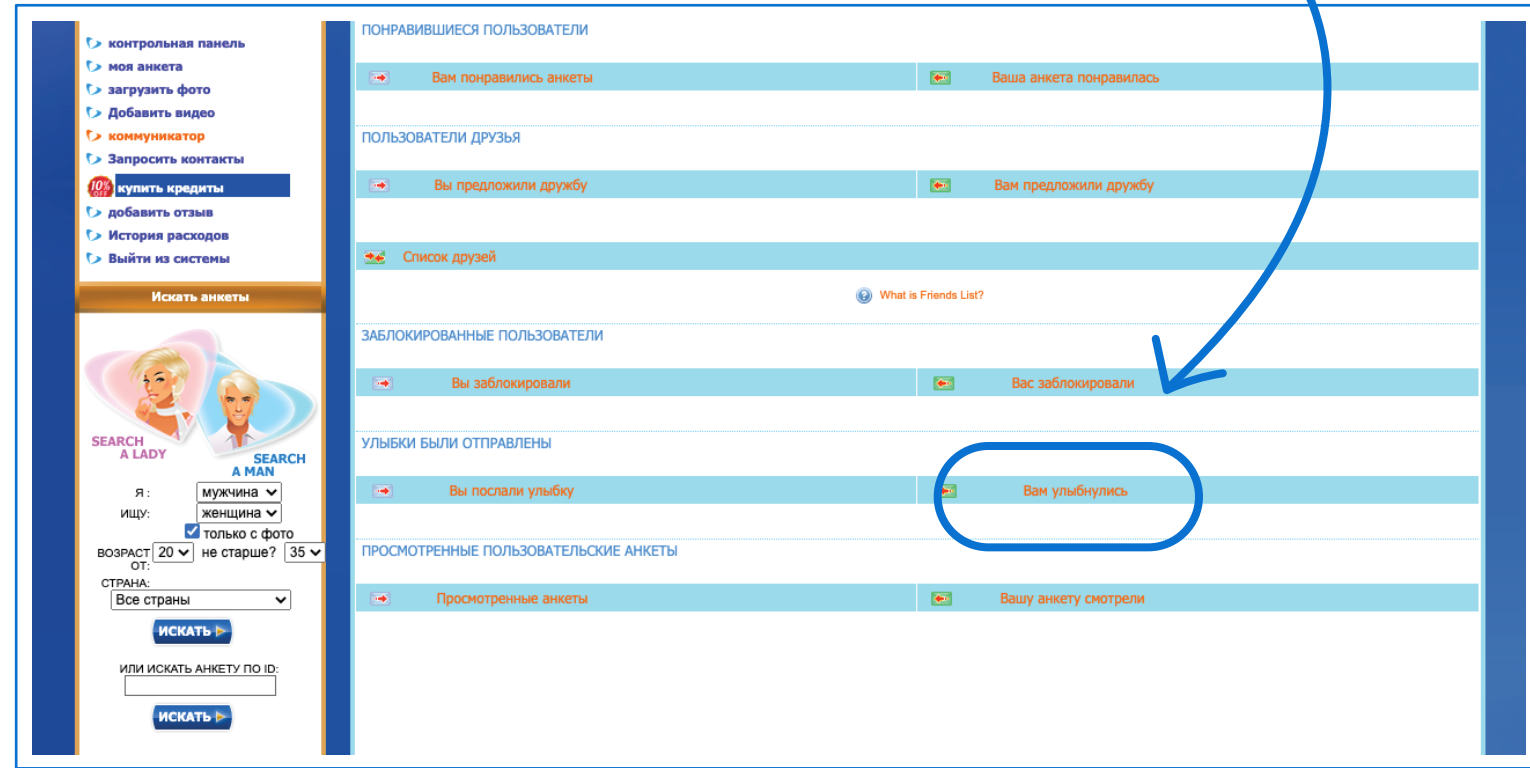 контрольная панель
моя анкета
загрузить фото
Добавить видео
коммуникатор
Запросить контакты
10% OFF купить кредиты
добавить отзыв
История расходов
Выйти из системы
Искать анкеты
SEARCH
A LADY
SEARCH
A MAN
Я : мужчина
ИЩУ: женщина
только с фото
ВОЗРАСТ 20 не старше? 35
ОТ:
СТРАНА:
Все страны
ИСКАТЬ
ИЛИ ИСКАТЬ АНКЕТУ ПО ID:
ИСКАТЬ
ПОНРАВИВШИЕСЯ ПОЛЬЗОВАТЕЛИ
Вам понравились анкеты Ваша анкета понравилась
ПОЛЬЗОВАТЕЛИ ДРУЗЬЯ
Вы предложили дружбу Вам предложили дружбу
Список друзей
What is Friends List?
ЗАБЛОКИРОВАННЫЕ ПОЛЬЗОВАТЕЛИ
Вы заблокировали Вас заблокировали
УЛЫБКИ БЫЛИ ОТПРАВЛЕНЫ
Вы послали улыбку Вам улыбнулись
ПРОСМОТРЕННЫЕ ПОЛЬЗОВАТЕЛЬСКИЕ АНКЕТЫ
Просмотренные анкеты Вашу анкету смотрели